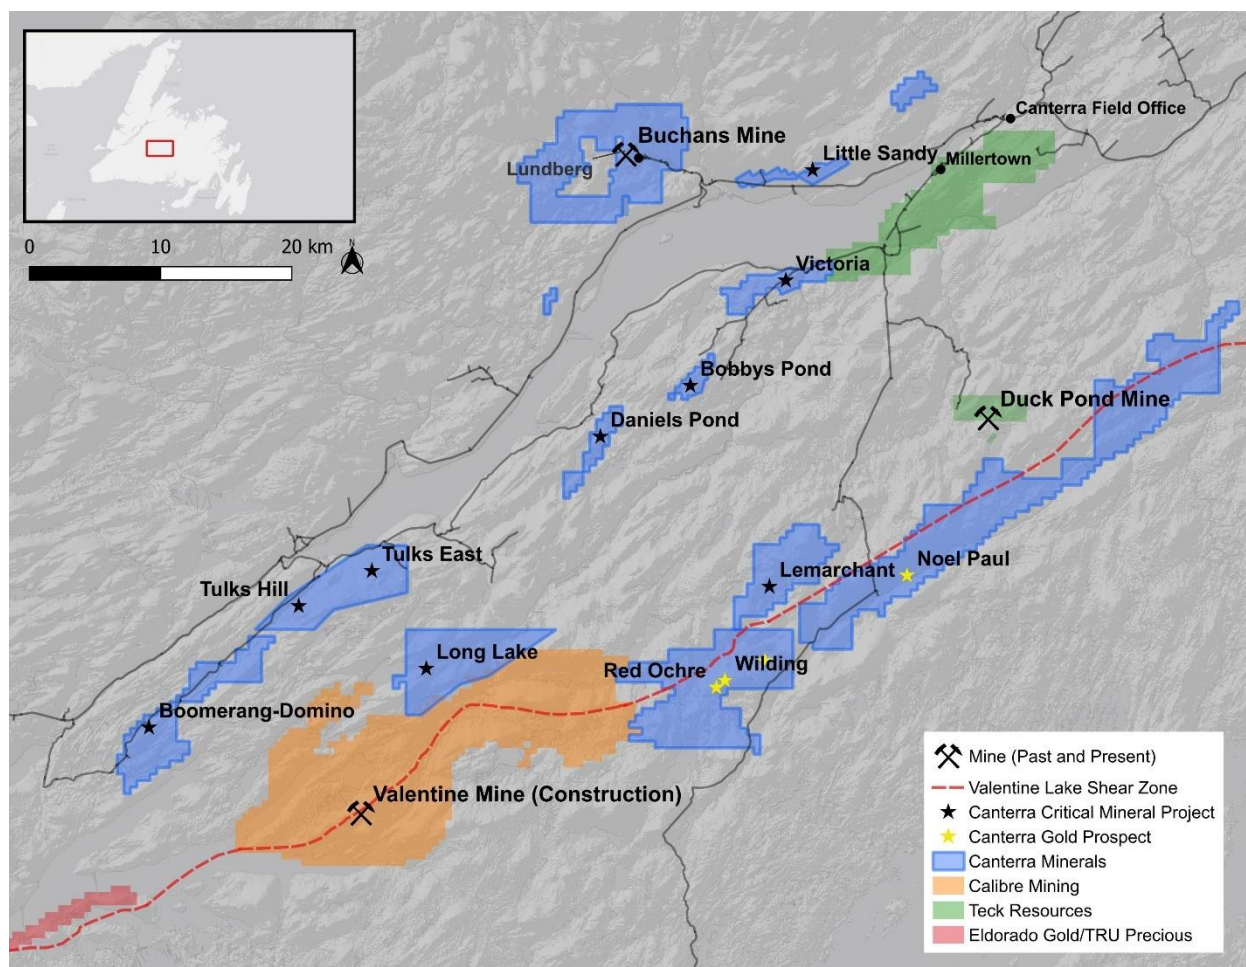 Canterra Field Office
Buchans Mine
Lundberg
Little Sandy
Millertown
0 10 20 km
N
Victoria
Bobbys Pond
Duck Pond Mine
Daniels Pond
Tulks East
Tulks Hill
Lemarchant
Noel Paul
Long Lake
Red Ochre
Wilding
Boomerang-Domino
Valentine Mine (Construction)
Mine (Past and Present)
Valentine Lake Shear Zone
Canterra Critical Mineral Project
Canterra Gold Prospect
Canterra Minerals
Calibre Mining
Teck Resources
Eldorado Gold/TRU Precious